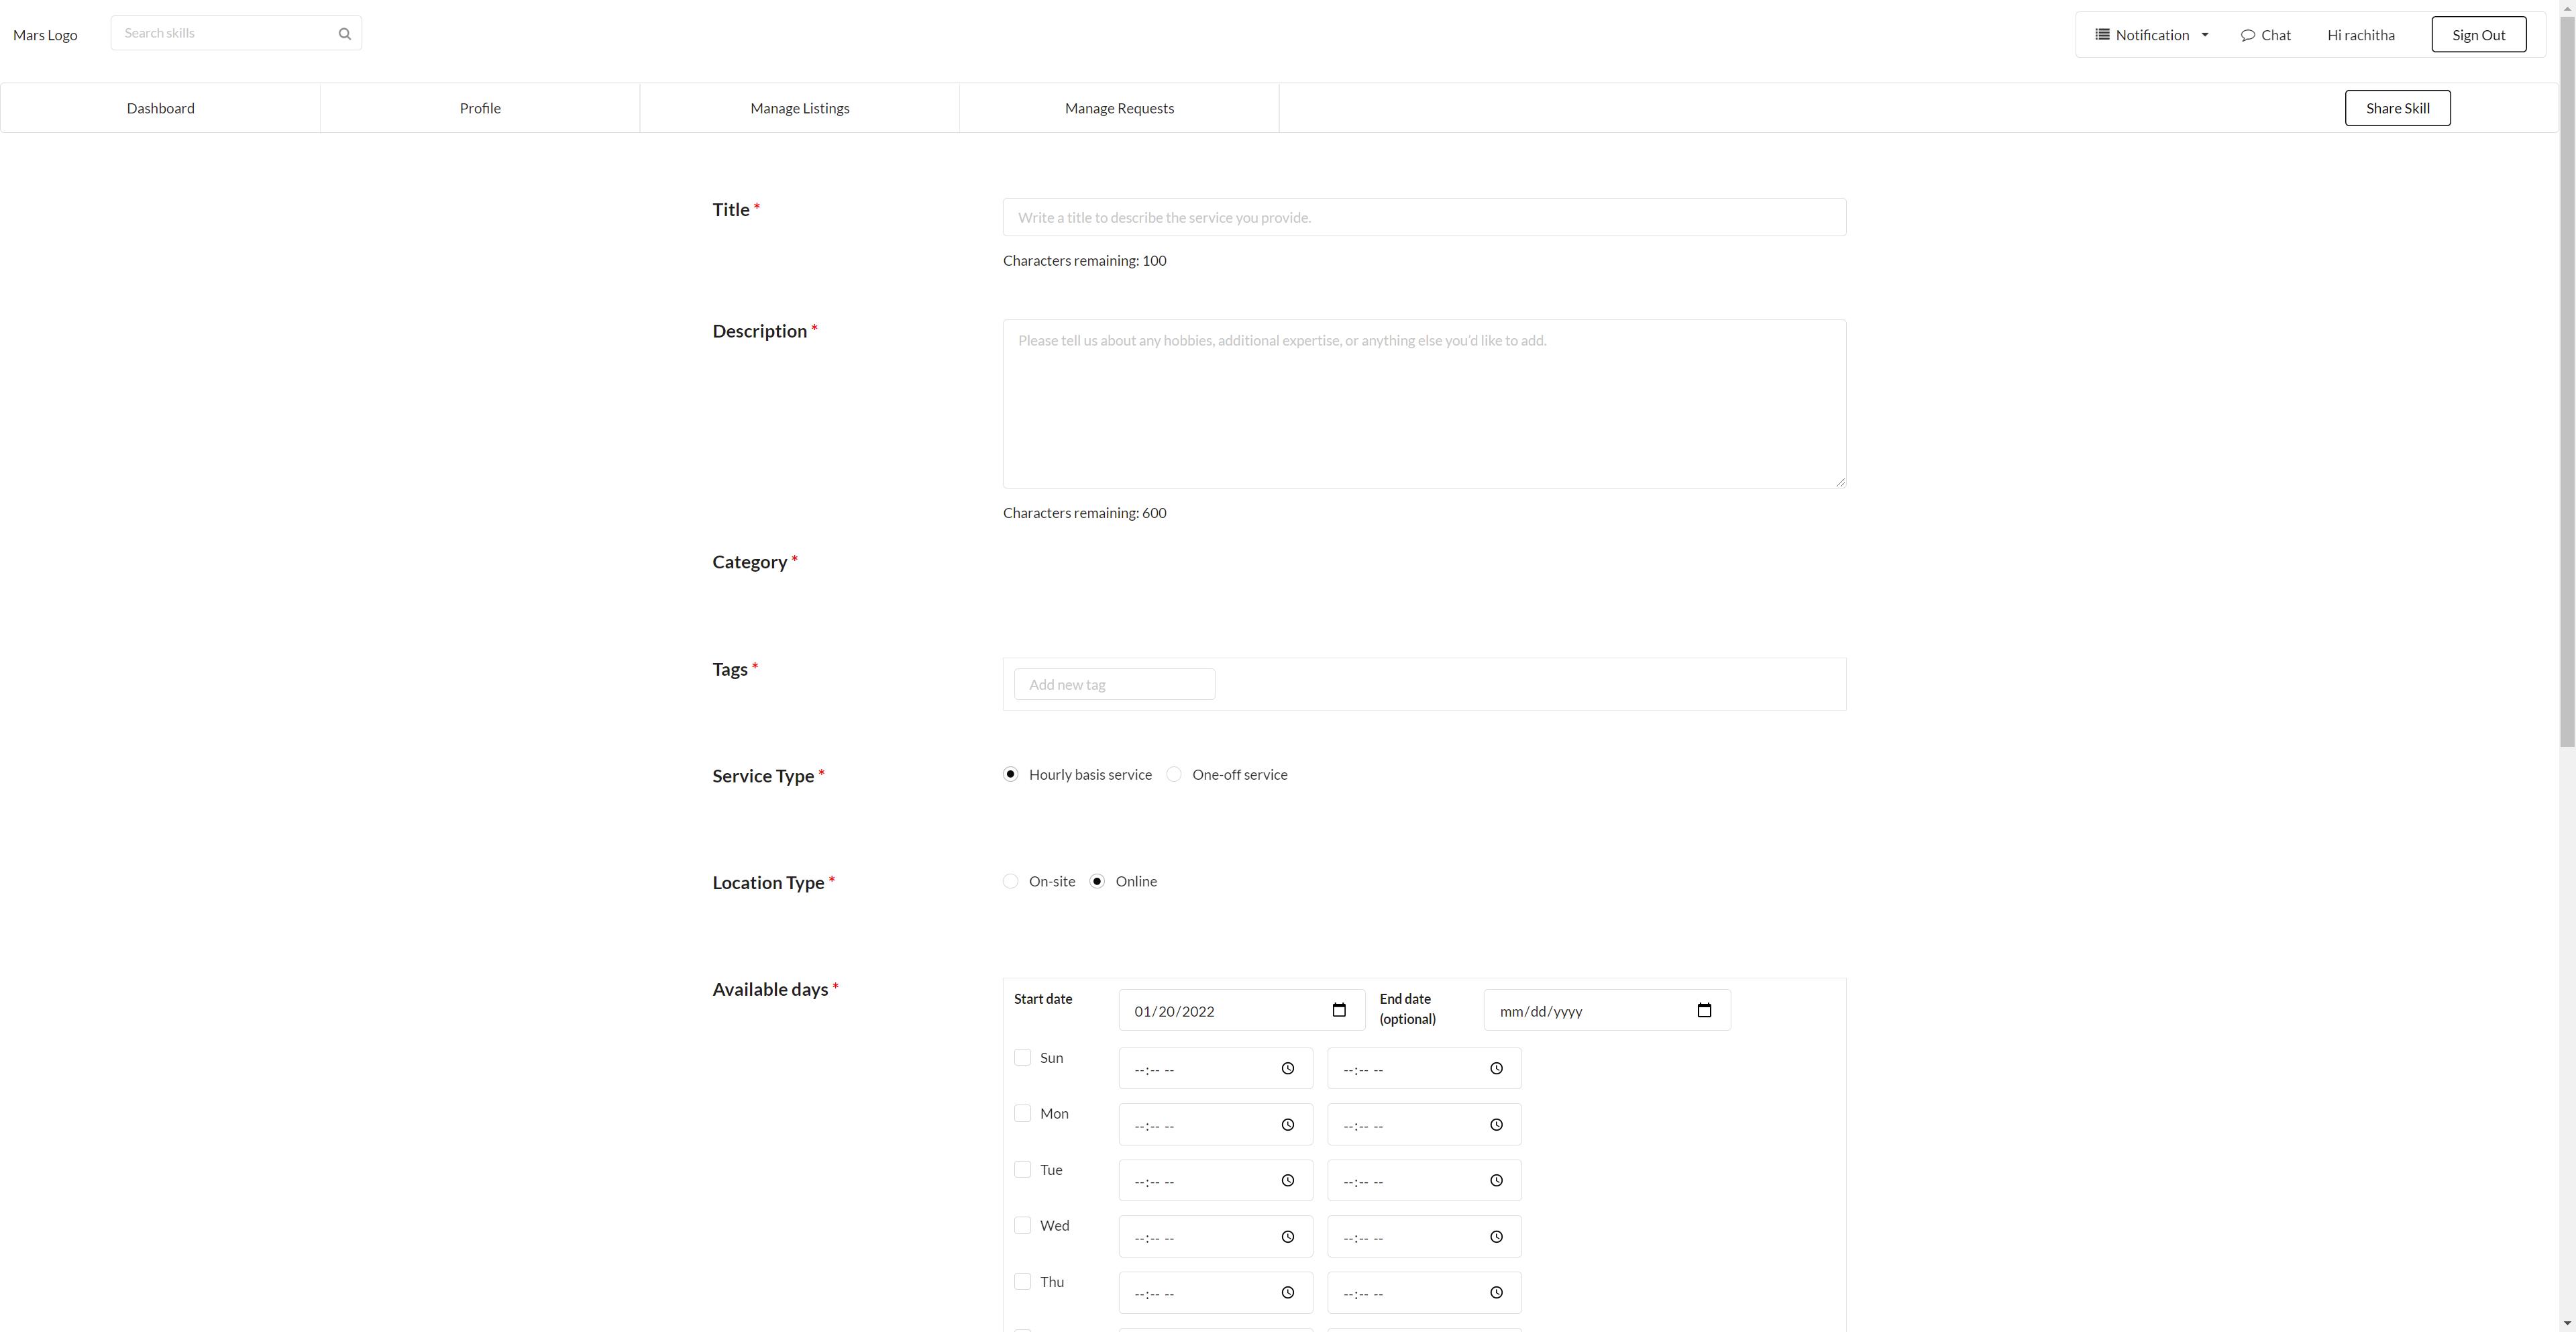 Mars Logo
Search skills
Notification
Chat
Hi rachitha
Sign Out
Dashboard
Profile
Manage Listings
Manage Requests
Share Skill
Title *
Write a title to describe the service you provide.
Characters remaining: 100
Description *
Please tell us about any hobbies, additional expertise, or anything else you'd like to add.
Characters remaining: 600
Category *
Tags *
Add new tag
Service Type *
Hourly basis service
One-off service
Location Type *
On-site
Online
Available days *
Start date
01/20/2022
End date
(optional)
mm/dd/yyyy
Sun
--:-- --
--:-- --
Mon
--:-- --
--:-- --
Tue
--:-- --
--:-- --
Wed
--:-- --
--:-- --
Thu
--:-- --
--:-- --